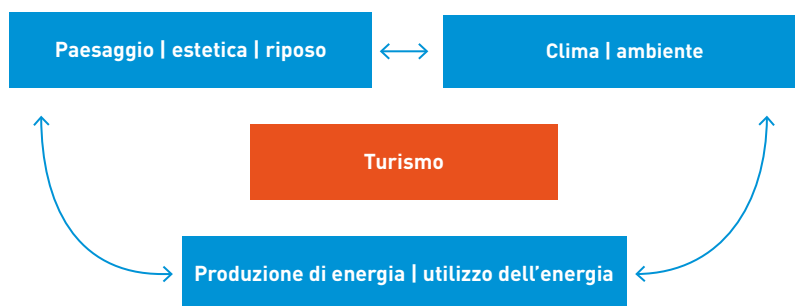 Paesaggio | estetica | riposo
Clima | ambiente
Turismo
Produzione di energia | utilizzo dell’energia